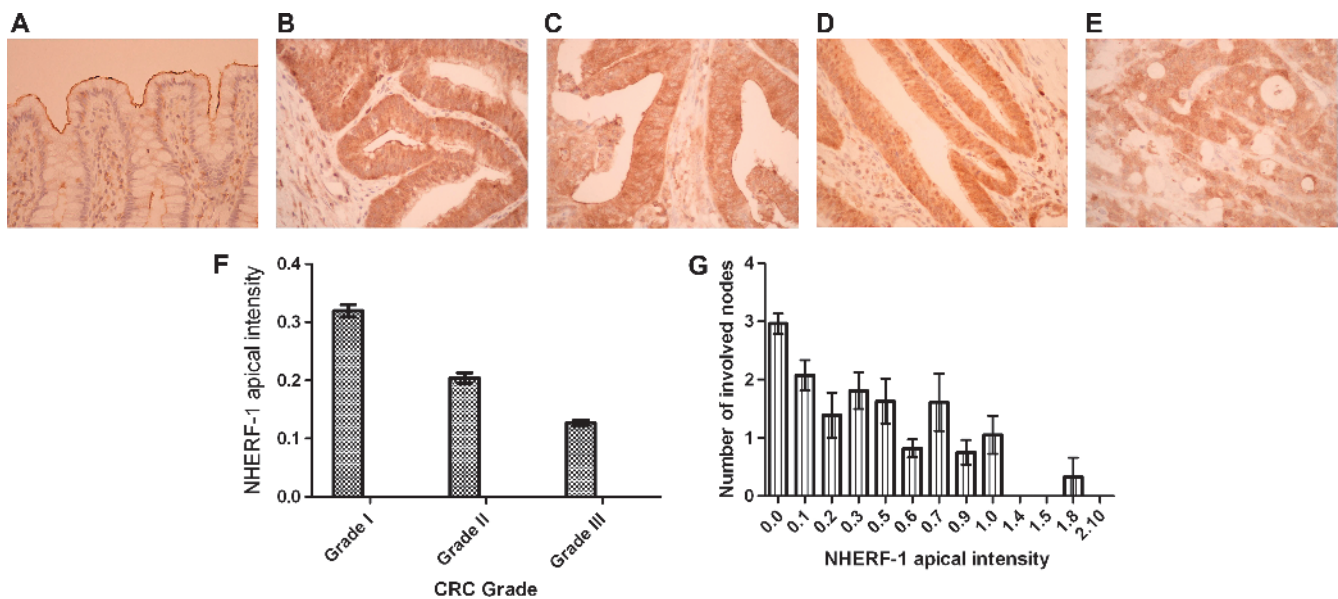 A
B
C
D
E
F
NHERF-1 apical intensity
0.4
0.3
0.2
0.1
0.0
Grade I
Grade II
Grade III
CRC Grade
G
Number of involved nodes
4
3
2
1
0
0.0
0.1
0.2
0.3
0.5
0.6
0.7
0.9
1.0
1.4
1.5
1.8
2.10
NHERF-1 apical intensity